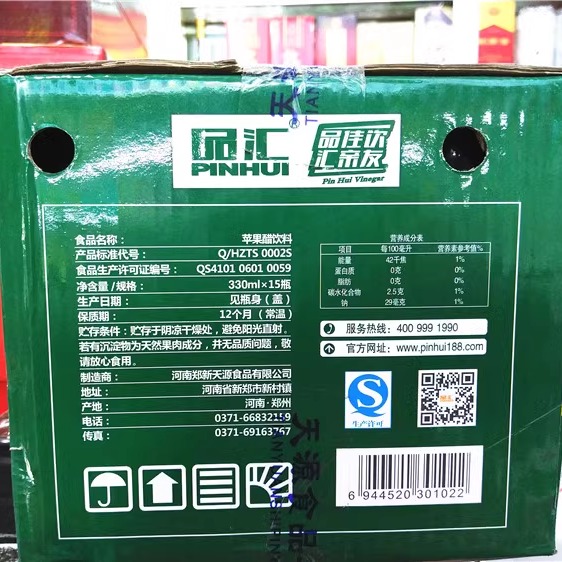 天
TIANY
品汇
PINHUI
品佳饮
汇亲友
Pin Hui Vinegar
食品名称： 苹果醋饮料
产品标准代号： Q/HZTS 0002S
食品生产许可证编号： QS4101 0601 0059
净含量/规格： 330ml×15瓶
生产日期： 见瓶身（盖）
保质期： 12个月（常温）
贮存条件：贮存于阴凉干燥处，避免阳光直射。
若有沉淀物为天然果肉成分，并无品质问题，敬
请放心食用。
制造商： 河南郑新天源食品有限公司
地址： 河南省新郑市新村镇
产地： 河南·郑州
电话： 0371-66832159
传真： 0371-69163767
营养成分表
项目 每100毫升 营养素参考值%
能量 42千焦 1%
蛋白质 0克 0%
脂肪 0克 0%
碳水化合物 2.5克 1%
钠 29毫克 1%
服务热线：400 999 1990
官方网址：www.pinhui188.com
生产许可
天源食品
6 944520 301022